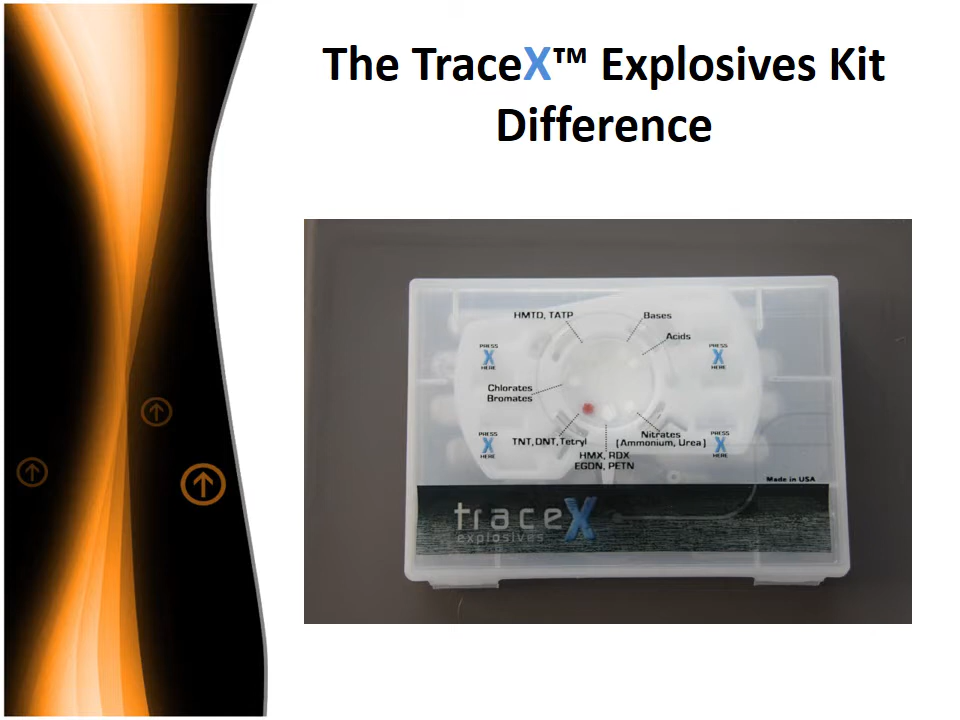 The TraceX™ Explosives Kit
Difference
HMTD, TATP
Bases
Acids
PRESS
X
HERE
PRESS
X
HERE
Chlorates
Bromates
TNT, DNT, Tetryl
Nitrates
(Ammonium, Urea)
PRESS
X
HERE
PRESS
X
HERE
HMX, RDX
EGDN, PETN
Made in USA
traceX
explosives